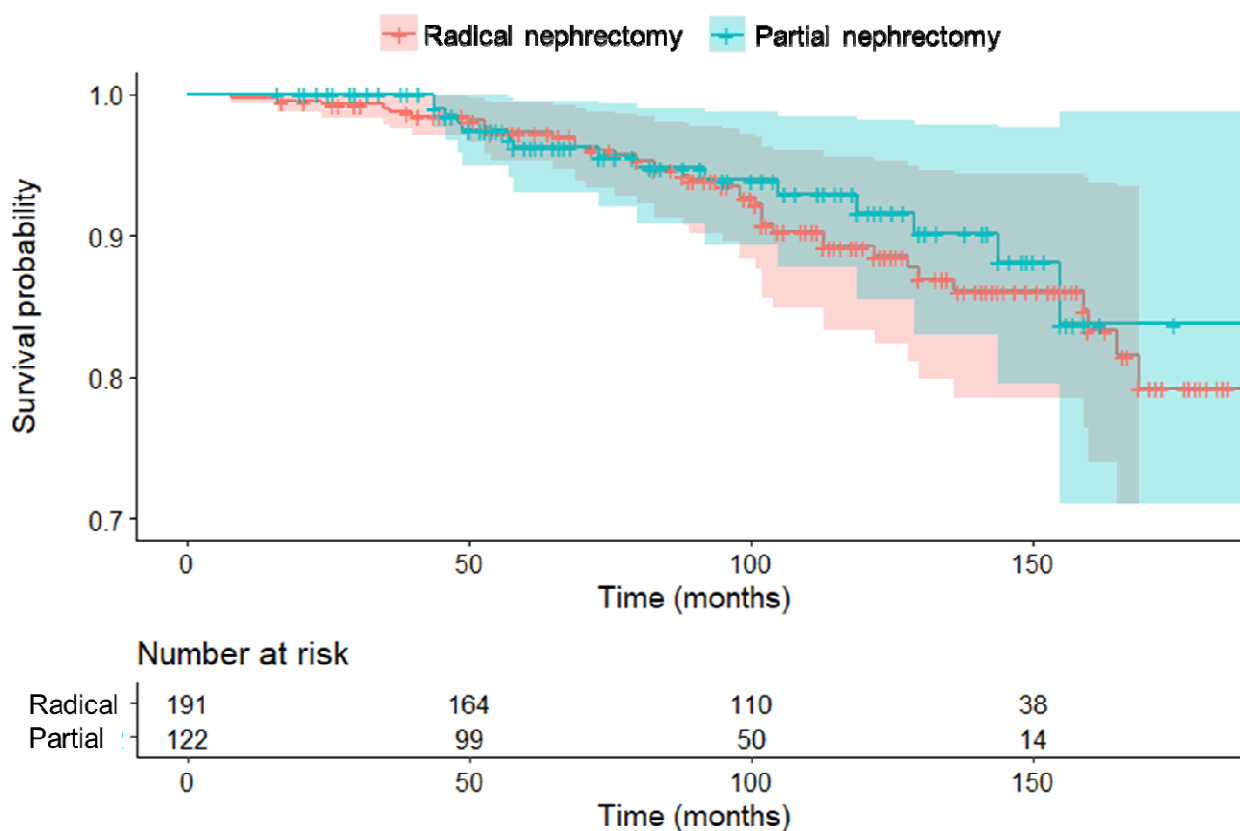 Radical nephrectomy Partial nephrectomy
Survival probability
1.0
0.9
0.8
0.7
0 50 100 150
Time (months)
Number at risk
Radical 191 164 110 38
Partial 122 99 50 14
0 50 100 150
Time (months)